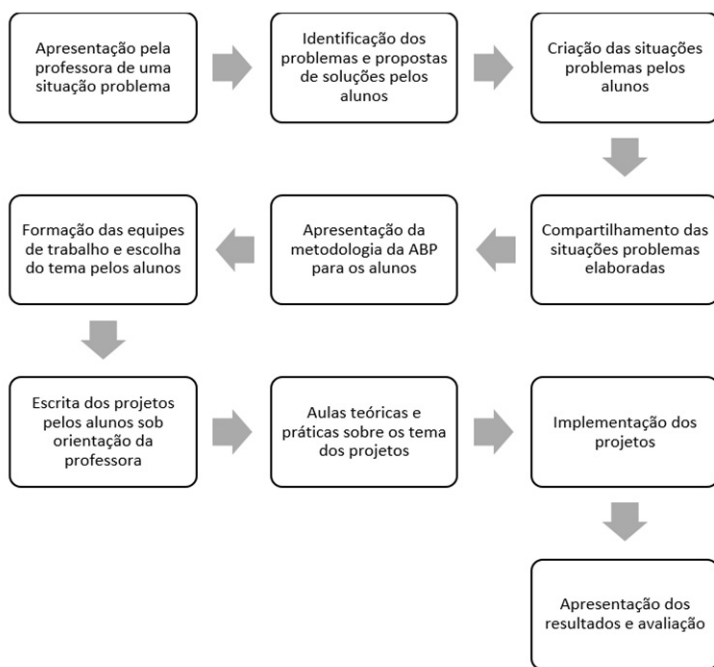 Apresentação pela
professora de uma
situação problema
Identificação dos
problemas e propostas
de soluções pelos
alunos
Criação das situações
problemas pelos
alunos
Compartilhamento das
situações problemas
elaboradas
Apresentação da
metodologia da ABP
para os alunos
Formação das equipes
de trabalho e escolha
do tema pelos alunos
Escrita dos projetos
pelos alunos sob
orientação da
professora
Aulas teóricas e
práticas sobre os tema
dos projetos
Implementação dos
projetos
Apresentação dos
resultados e avaliação